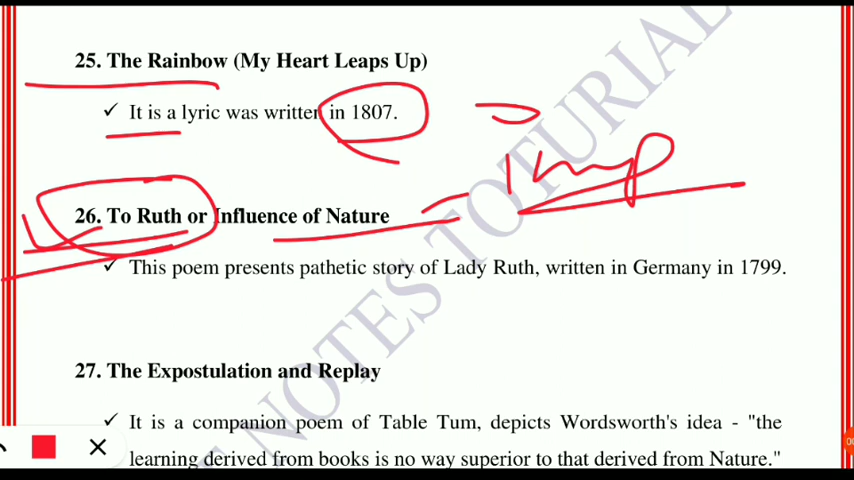 25. The Rainbow (My Heart Leaps Up)
✓ It is a lyric was written in 1807.
Imp
26. To Ruth or Influence of Nature
✓ This poem presents pathetic story of Lady Ruth, written in Germany in 1799.
27. The Expostulation and Replay
✓ It is a companion poem of Table Tum, depicts Wordsworth's idea - "the
learning derived from books is no way superior to that derived from Nature."
NOTES TOTURIAL